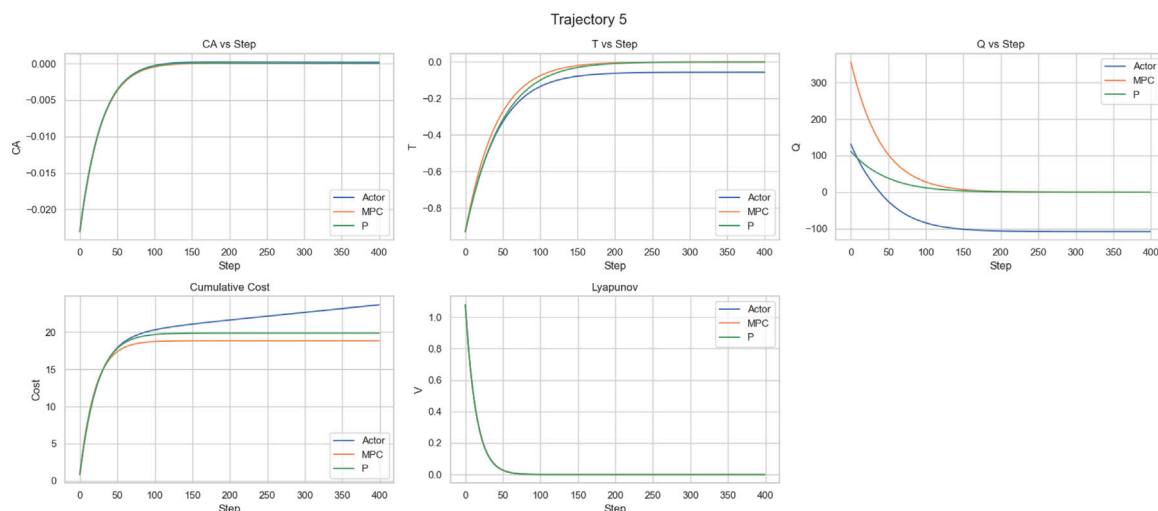 Trajectory 5
CA vs Step
0.000
−0.005
−0.010
−0.015
−0.020
CA
Actor
MPC
P
0 50 100 150 200 250 300 350 400
Step
T vs Step
0.0
−0.2
−0.4
−0.6
−0.8
T
Actor
MPC
P
0 50 100 150 200 250 300 350 400
Step
Q vs Step
300
200
100
0
−100
Q
Actor
MPC
P
0 50 100 150 200 250 300 350 400
Step
Cumulative Cost
20
15
10
5
0
Cost
Actor
MPC
P
0 50 100 150 200 250 300 350 400
Step
Lyapunov
1.0
0.8
0.6
0.4
0.2
0.0
V
Actor
MPC
P
0 50 100 150 200 250 300 350 400
Step